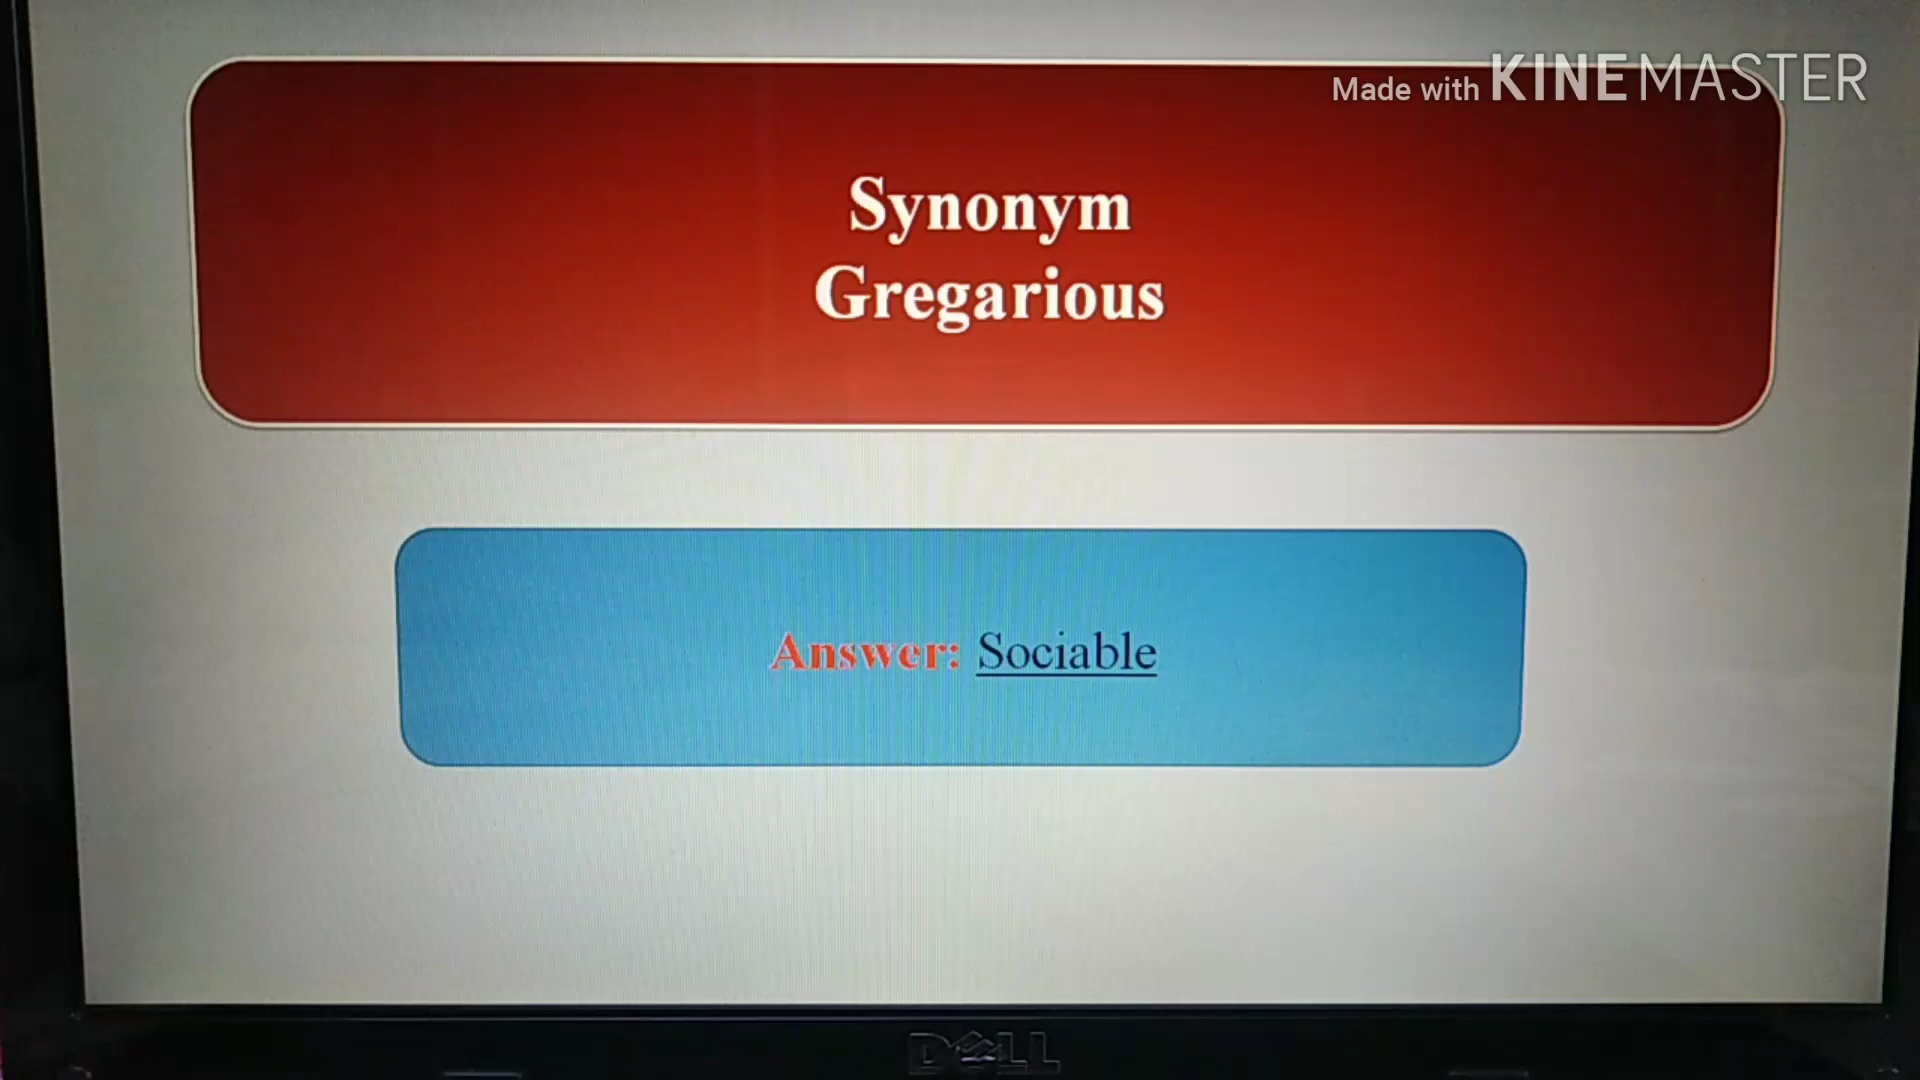 Made with KINEMASTER
Synonym
Gregarious
Answer: Sociable
DELL